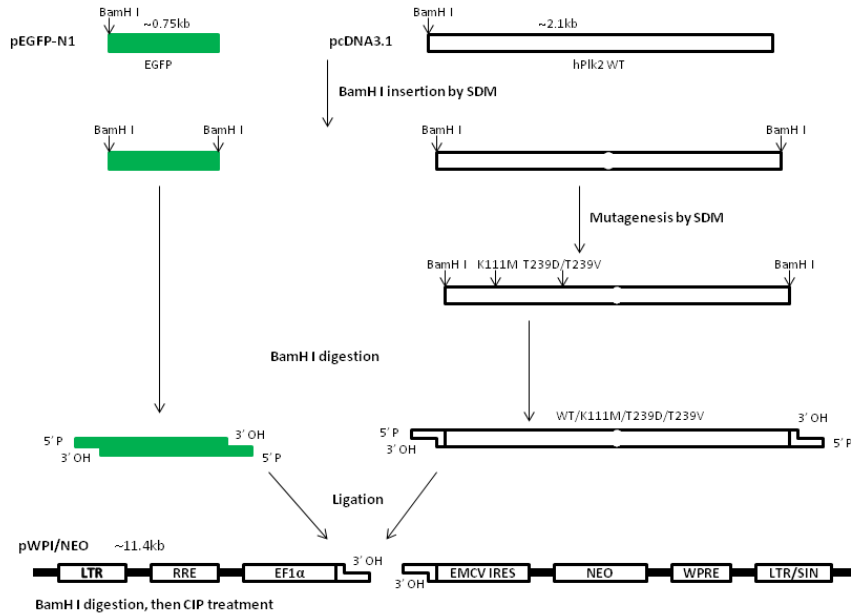 BamH I
~0.75kb
BamH I
~2.1kb
pEGFP-N1
pcDNA3.1
EGFP
hPlk2 WT
BamH I insertion by SDM
BamH I BamH I
BamH I BamH I
Mutagenesis by SDM
BamH I K111M T239D/T239V BamH I
BamH I digestion
WT/K111M/T239D/T239V
3' OH
5' P
3' OH
5' P
3' OH
5' P
3' OH
5' P
Ligation
pWPI/NEO ~11.4kb
3' OH
LTR RRE EF1α
3' OH
EMCV IRES NEO WPRE LTR/SIN
BamH I digestion, then CIP treatment